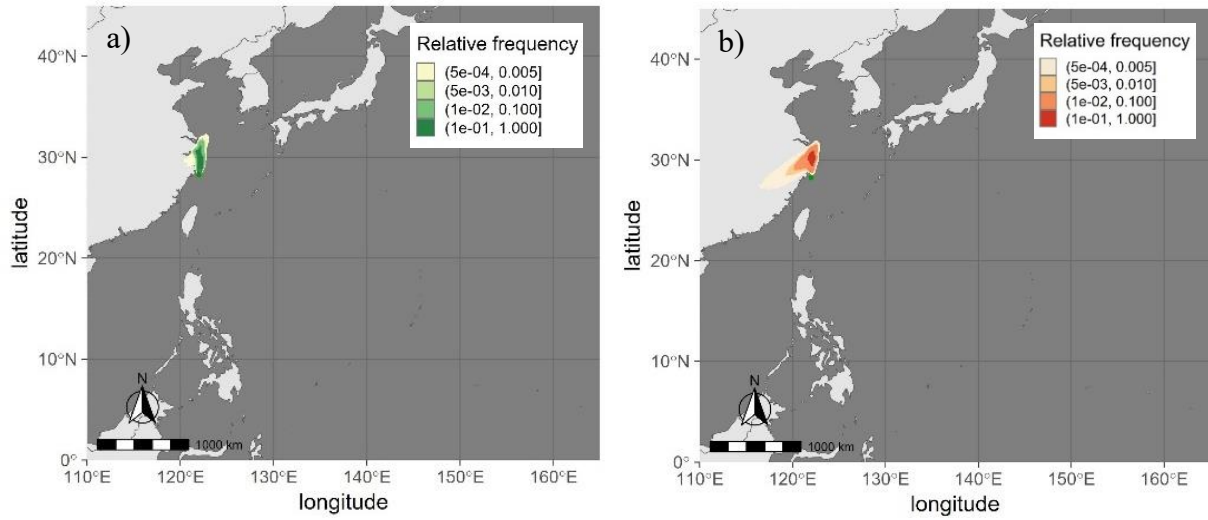 a)
Relative frequency
(5e-04, 0.005]
(5e-03, 0.010]
(1e-02, 0.100]
(1e-01, 1.000]
40°N
30°N
20°N
10°N
0°
latitude
N
1000 km
110°E
120°E
130°E
140°E
150°E
160°E
longitude
b)
Relative frequency
(5e-04, 0.005]
(5e-03, 0.010]
(1e-02, 0.100]
(1e-01, 1.000]
40°N
30°N
20°N
10°N
0°
latitude
N
1000 km
110°E
120°E
130°E
140°E
150°E
160°E
longitude